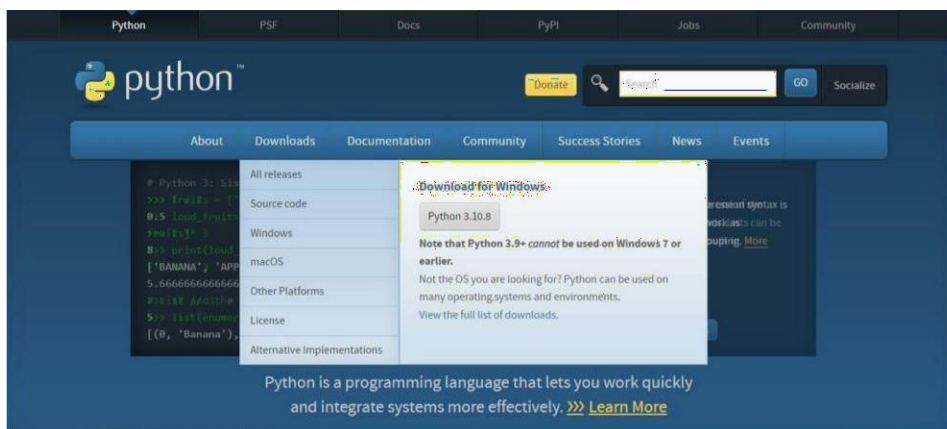 Python PSF Docs PyPI Jobs Community
python™
Donate Search GO Socialize
About Downloads Documentation Community Success Stories News Events
All releases
Source code
Windows
macOS
Other Platforms
License
Alternative Implementations
Download for Windows
Python 3.10.8
Note that Python 3.9+ cannot be used on Windows 7 or
earlier.
Not the OS you are looking for? Python can be used on
many operating systems and environments.
View the full list of downloads.
# Python 3:
>>>
>>> print(loud_
['BANANA', 'APP
5.6666666666666
>> list(enumer
[(0, 'Banana'),
is
can be
More
Python is a programming language that lets you work quickly
and integrate systems more effectively. >>> Learn More